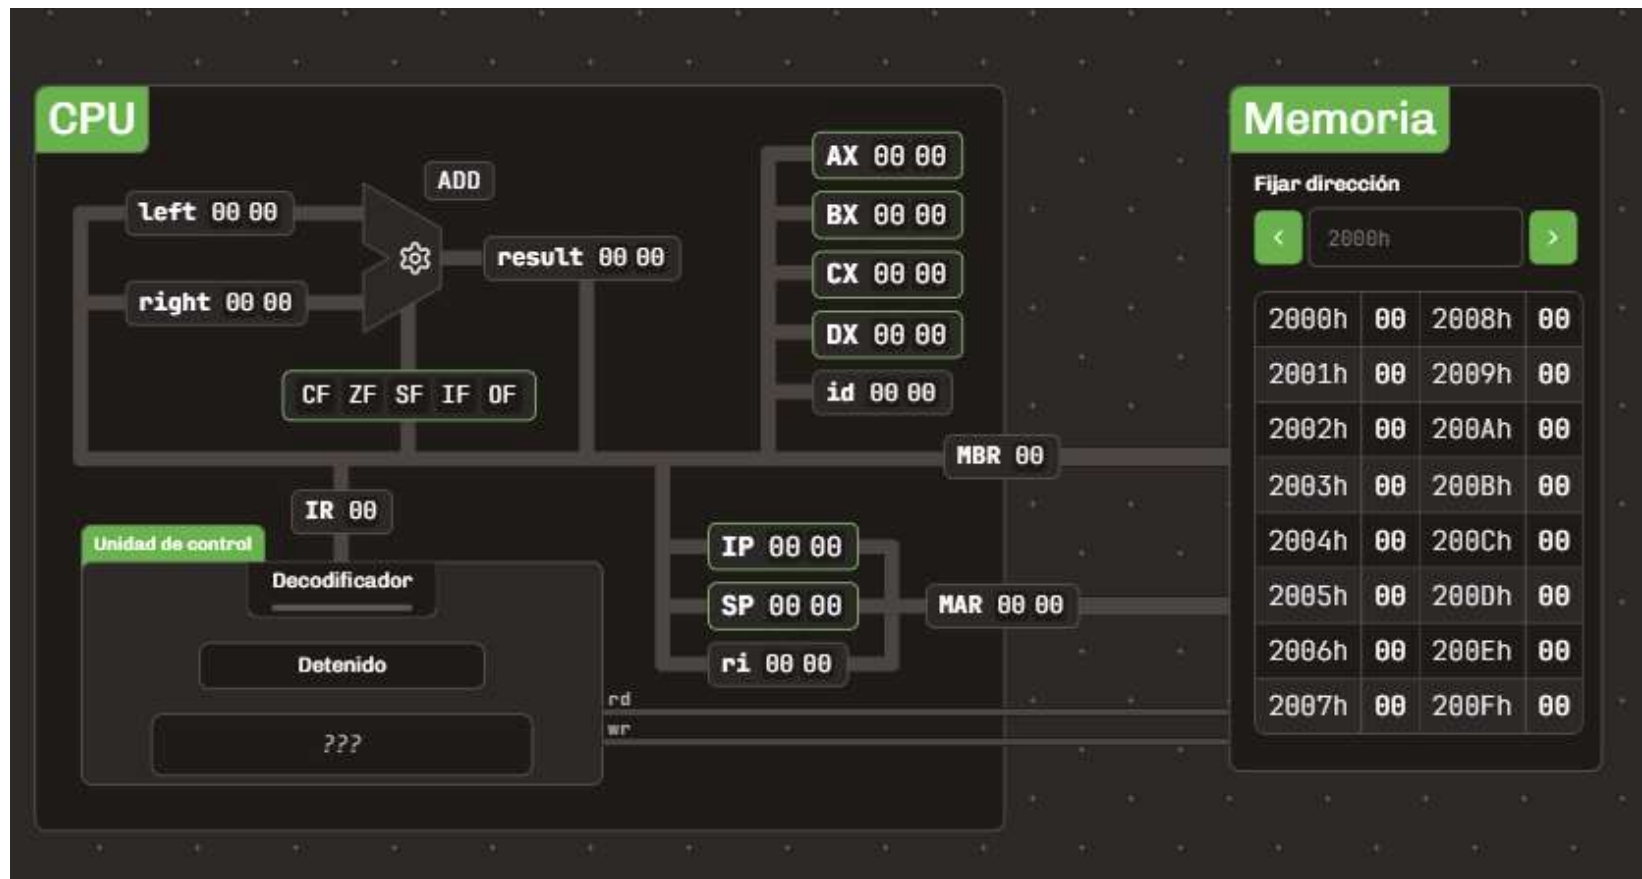 CPU
ADD
left 00 00
right 00 00
result 00 00
CF ZF SF IF OF
AX 00 00
BX 00 00
CX 00 00
DX 00 00
id 00 00
MBR 00
IR 00
Unidad de control
Decodificador
Detenido
???
IP 00 00
SP 00 00
ri 00 00
MAR 00 00
rd
wr
Memoria
Fijar dirección
< 2000h >
2000h 00 2008h 00
2001h 00 2009h 00
2002h 00 200Ah 00
2003h 00 200Bh 00
2004h 00 200Ch 00
2005h 00 200Dh 00
2006h 00 200Eh 00
2007h 00 200Fh 00